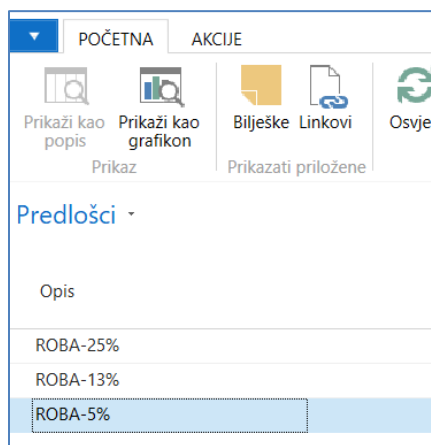 POČETNA AKCIJE
Prikaži kao popis Prikaži kao grafikon Bilješke Linkovi Osvje
Prikaz Prikazati priložene
Predlošci
Opis
ROBA-25%
ROBA-13%
ROBA-5%